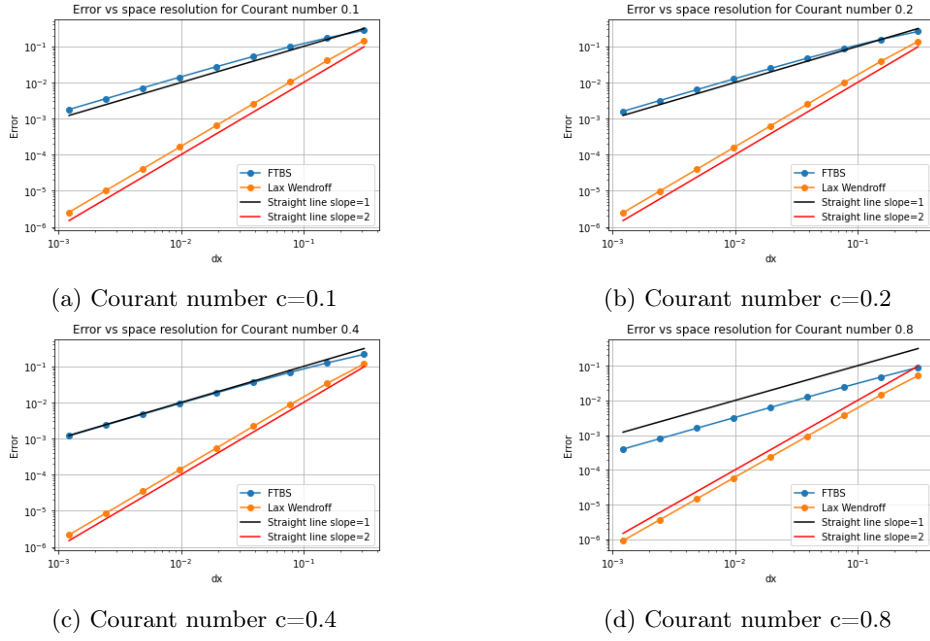 Error vs space resolution for Courant number 0.1
Error
10⁻¹
10⁻²
10⁻³
10⁻⁴
10⁻⁵
10⁻⁶
FTBS
Lax Wendroff
Straight line slope=1
Straight line slope=2
10⁻³
10⁻²
10⁻¹
dx
(a) Courant number c=0.1
Error vs space resolution for Courant number 0.2
Error
10⁻¹
10⁻²
10⁻³
10⁻⁴
10⁻⁵
10⁻⁶
FTBS
Lax Wendroff
Straight line slope=1
Straight line slope=2
10⁻³
10⁻²
10⁻¹
dx
(b) Courant number c=0.2
Error vs space resolution for Courant number 0.4
Error
10⁻¹
10⁻²
10⁻³
10⁻⁴
10⁻⁵
10⁻⁶
FTBS
Lax Wendroff
Straight line slope=1
Straight line slope=2
10⁻³
10⁻²
10⁻¹
dx
(c) Courant number c=0.4
Error vs space resolution for Courant number 0.8
Error
10⁻¹
10⁻²
10⁻³
10⁻⁴
10⁻⁵
10⁻⁶
FTBS
Lax Wendroff
Straight line slope=1
Straight line slope=2
10⁻³
10⁻²
10⁻¹
dx
(d) Courant number c=0.8